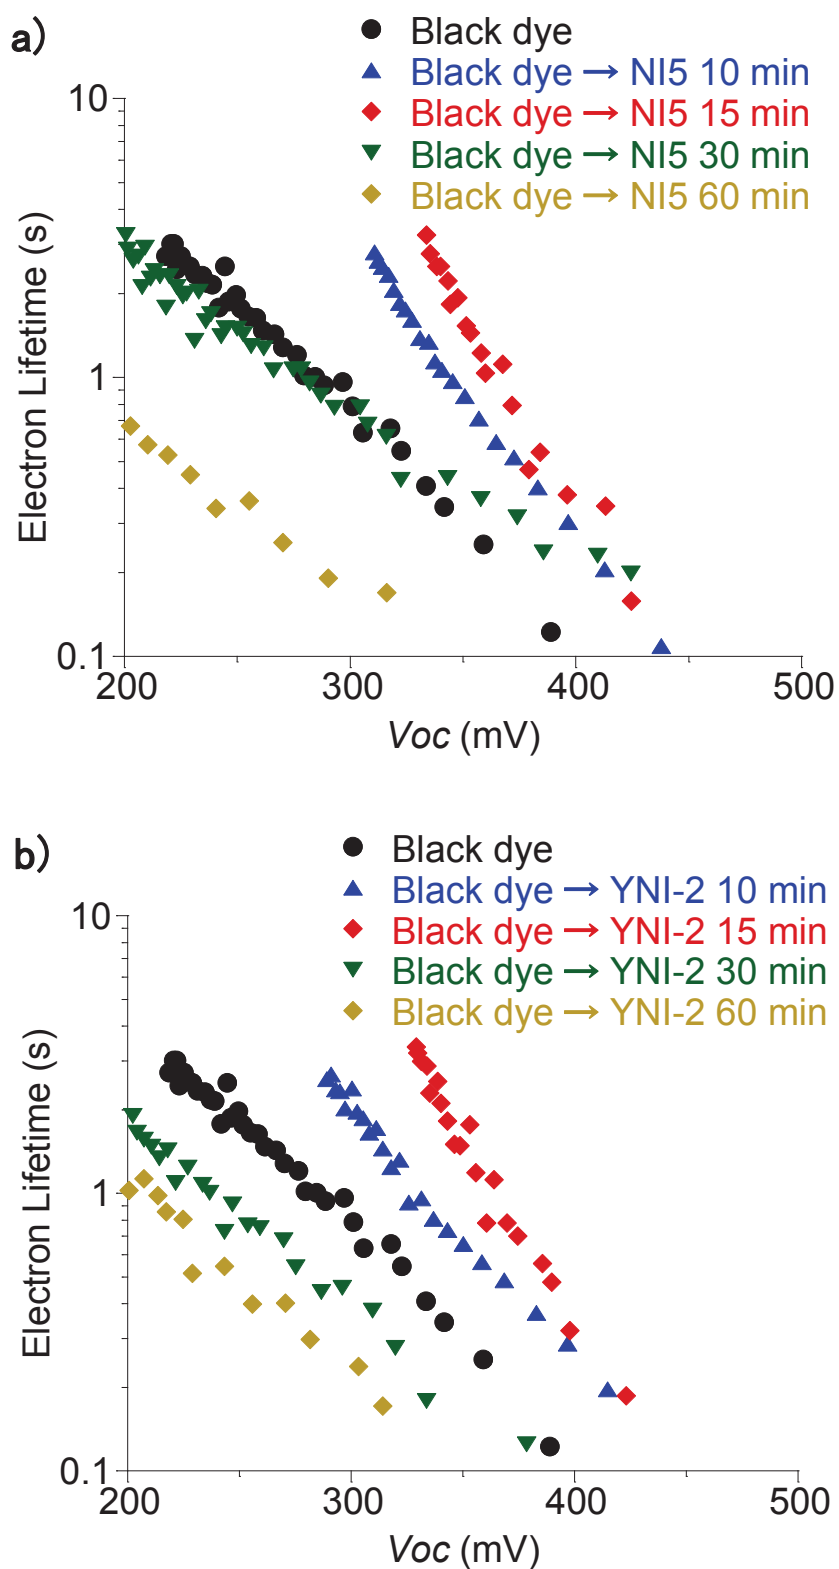 a)
Black dye
Black dye → NI5 10 min
Black dye → NI5 15 min
Black dye → NI5 30 min
Black dye → NI5 60 min
10
1
0.1
Electron Lifetime (s)
200 300 400 500
Voc (mV)
b)
Black dye
Black dye → YNI-2 10 min
Black dye → YNI-2 15 min
Black dye → YNI-2 30 min
Black dye → YNI-2 60 min
10
1
0.1
Electron Lifetime (s)
200 300 400 500
Voc (mV)